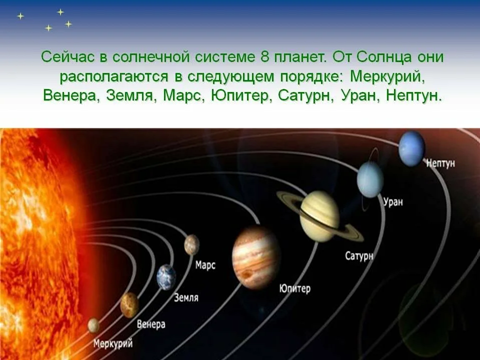 Сейчас в солнечной системе 8 планет. От Солнца они
располагаются в следующем порядке: Меркурий,
Венера, Земля, Марс, Юпитер, Сатурн, Уран, Нептун.
Нептун
Уран
Сатурн
Юпитер
Марс
Земля
Венера
Меркурий